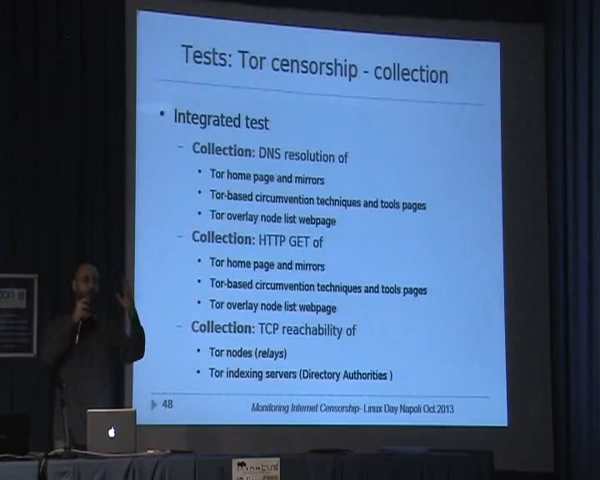 Tests: Tor censorship - collection
• Integrated test
– Collection: DNS resolution of
• Tor home page and mirrors
• Tor-based circumvention techniques and tools pages
• Tor overlay node list webpage
– Collection: HTTP GET of
• Tor home page and mirrors
• Tor-based circumvention techniques and tools pages
• Tor overlay node list webpage
– Collection: TCP reachability of
• Tor nodes (relays)
• Tor indexing servers (Directory Authorities )
48
Monitoring Internet Censorship- Linux Day Napoli Oct.2013